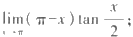 lim(π-x)tan x/2;
x→π